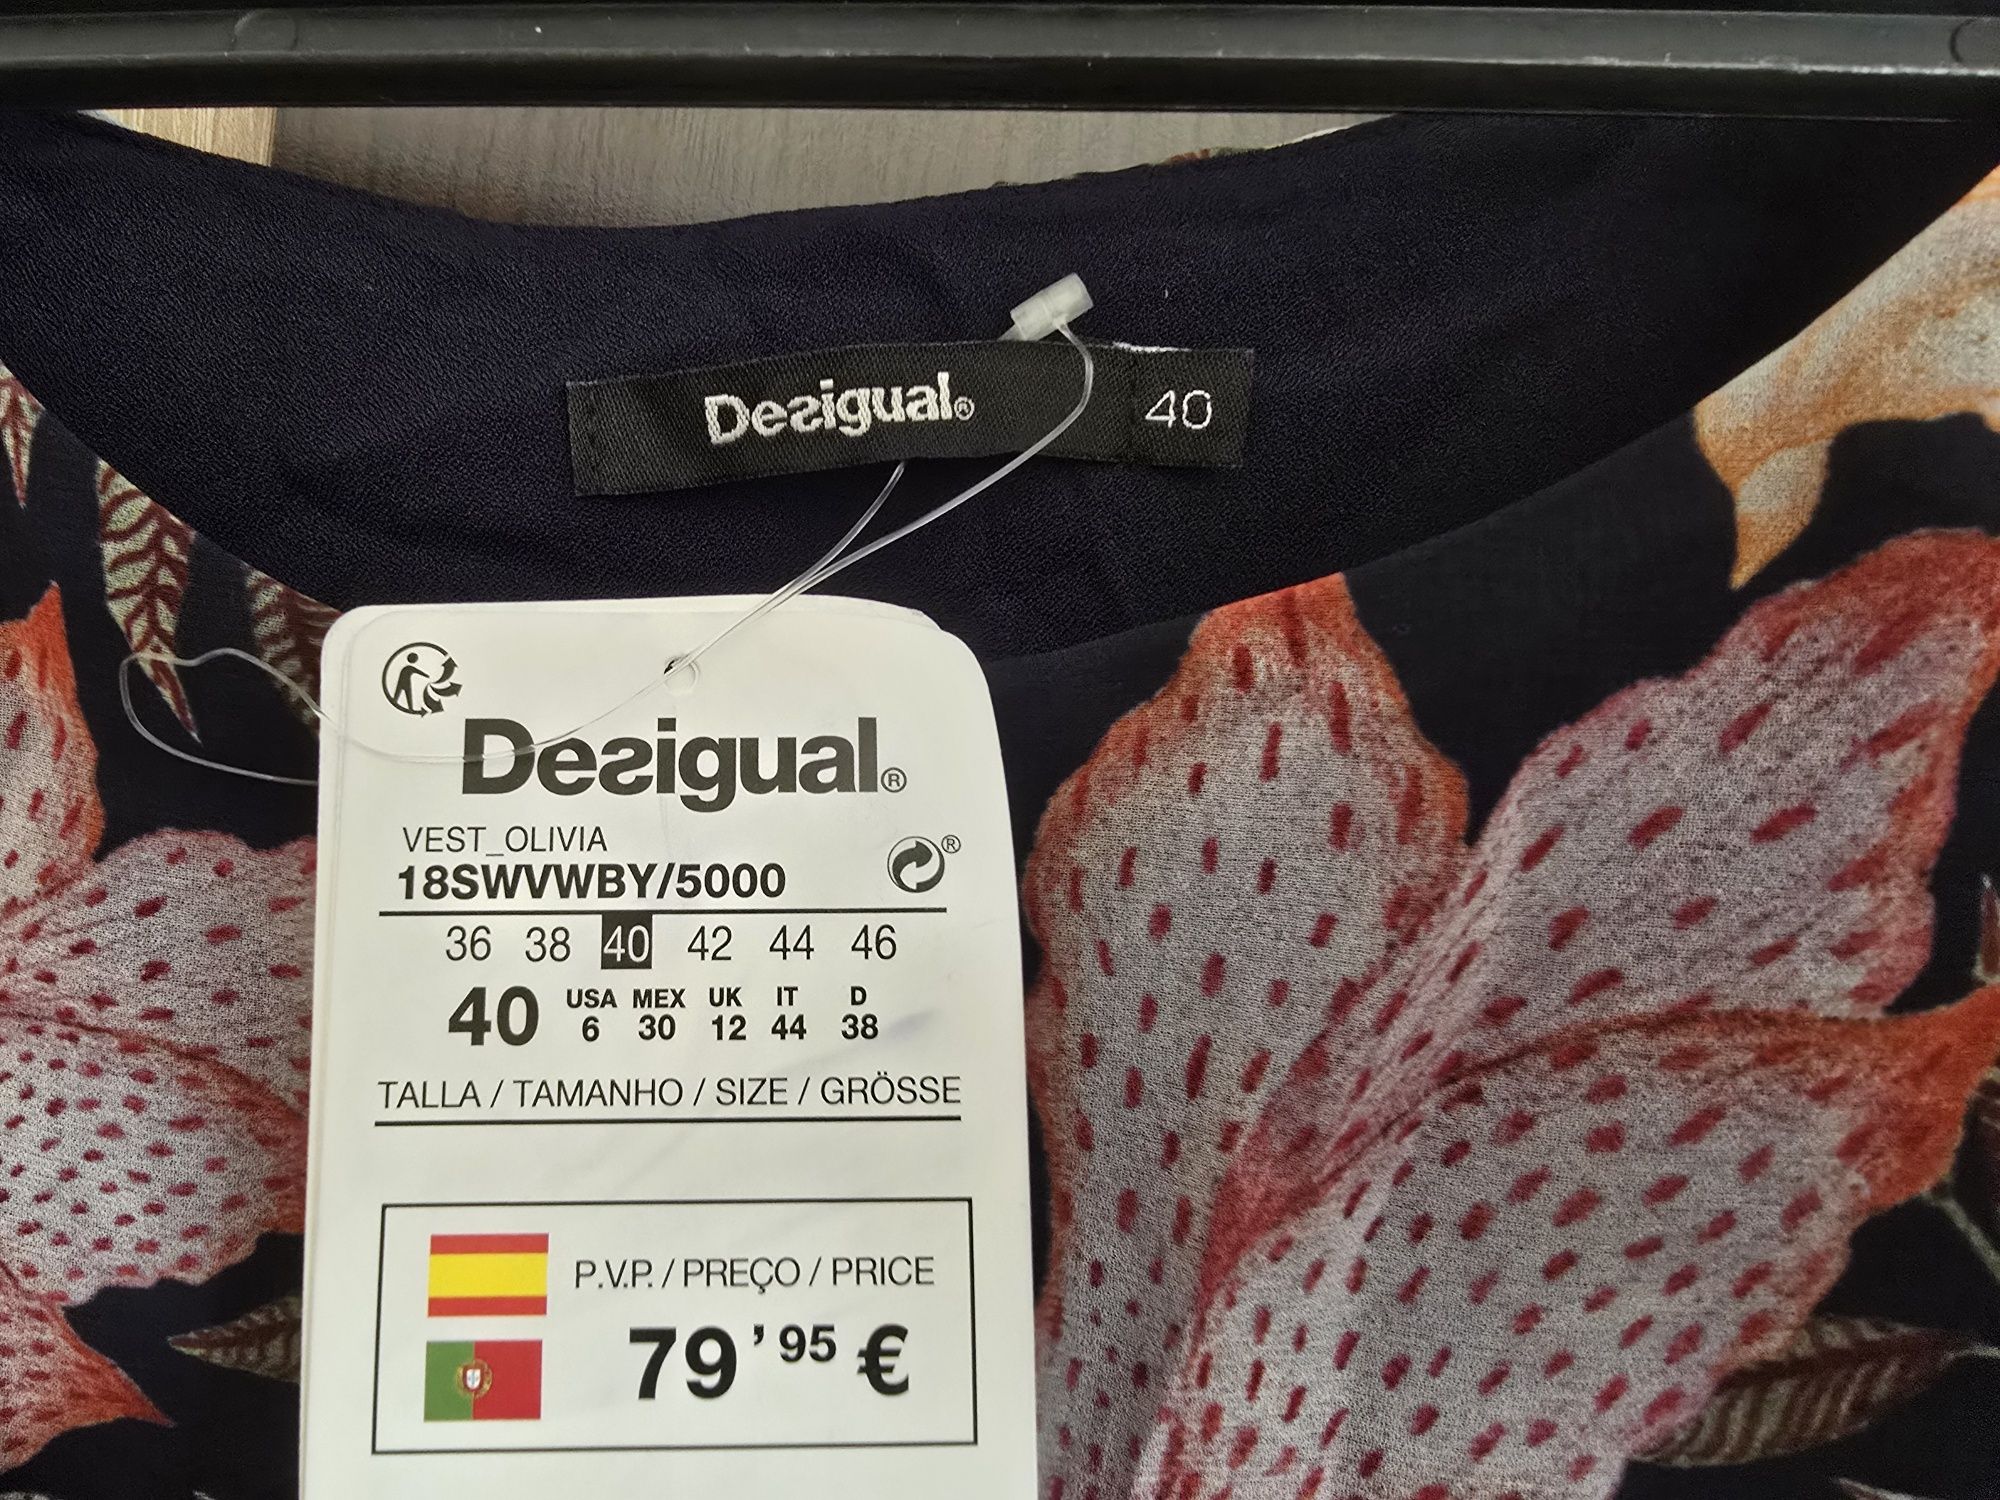 Desigual® 40
Desigual®
VEST_OLIVIA
18SWVWBY/5000
36 38 40 42 44 46
40 USA MEX UK IT D
6 30 12 44 38
TALLA / TAMANHO / SIZE / GRÖSSE
P.V.P. / PREÇO / PRICE
79'95 €